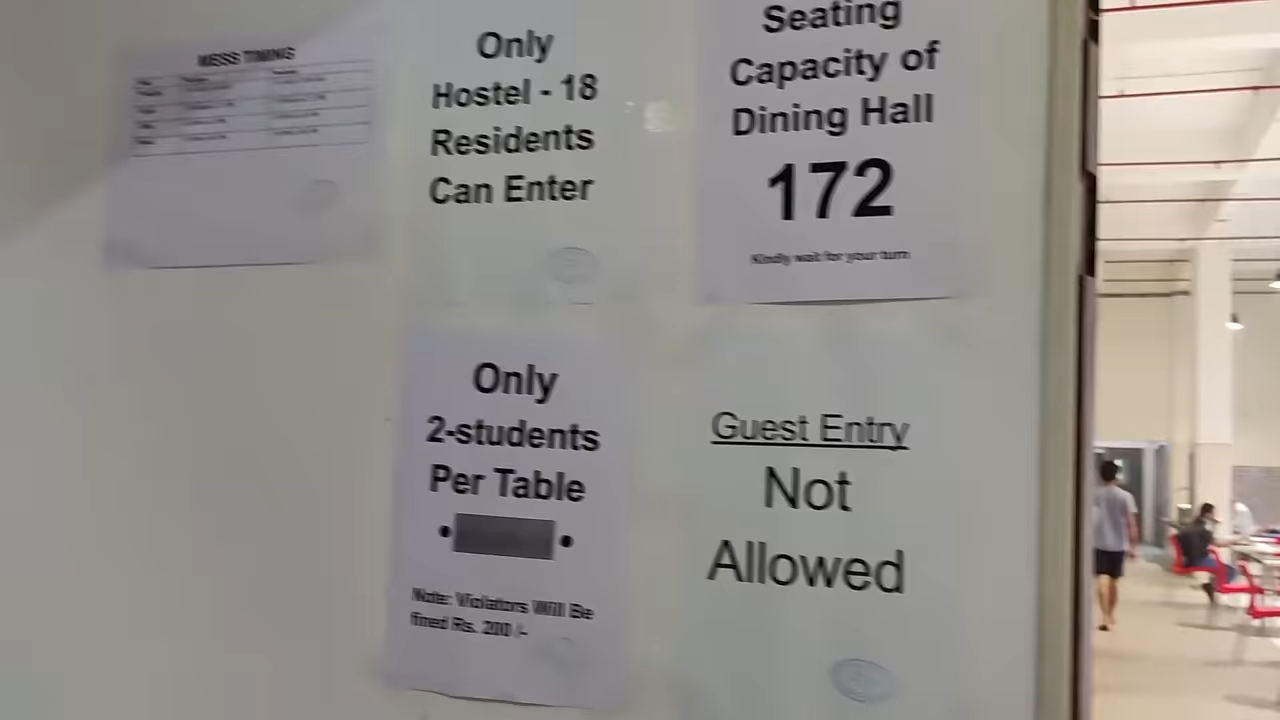 MESS TIMING
Only
Hostel - 18
Residents
Can Enter
Seating
Capacity of
Dining Hall
172
Kindly wait for your turn
Only
2-students
Per Table
Note: Violators Will Be
fined Rs. 200 /-
Guest Entry
Not
Allowed